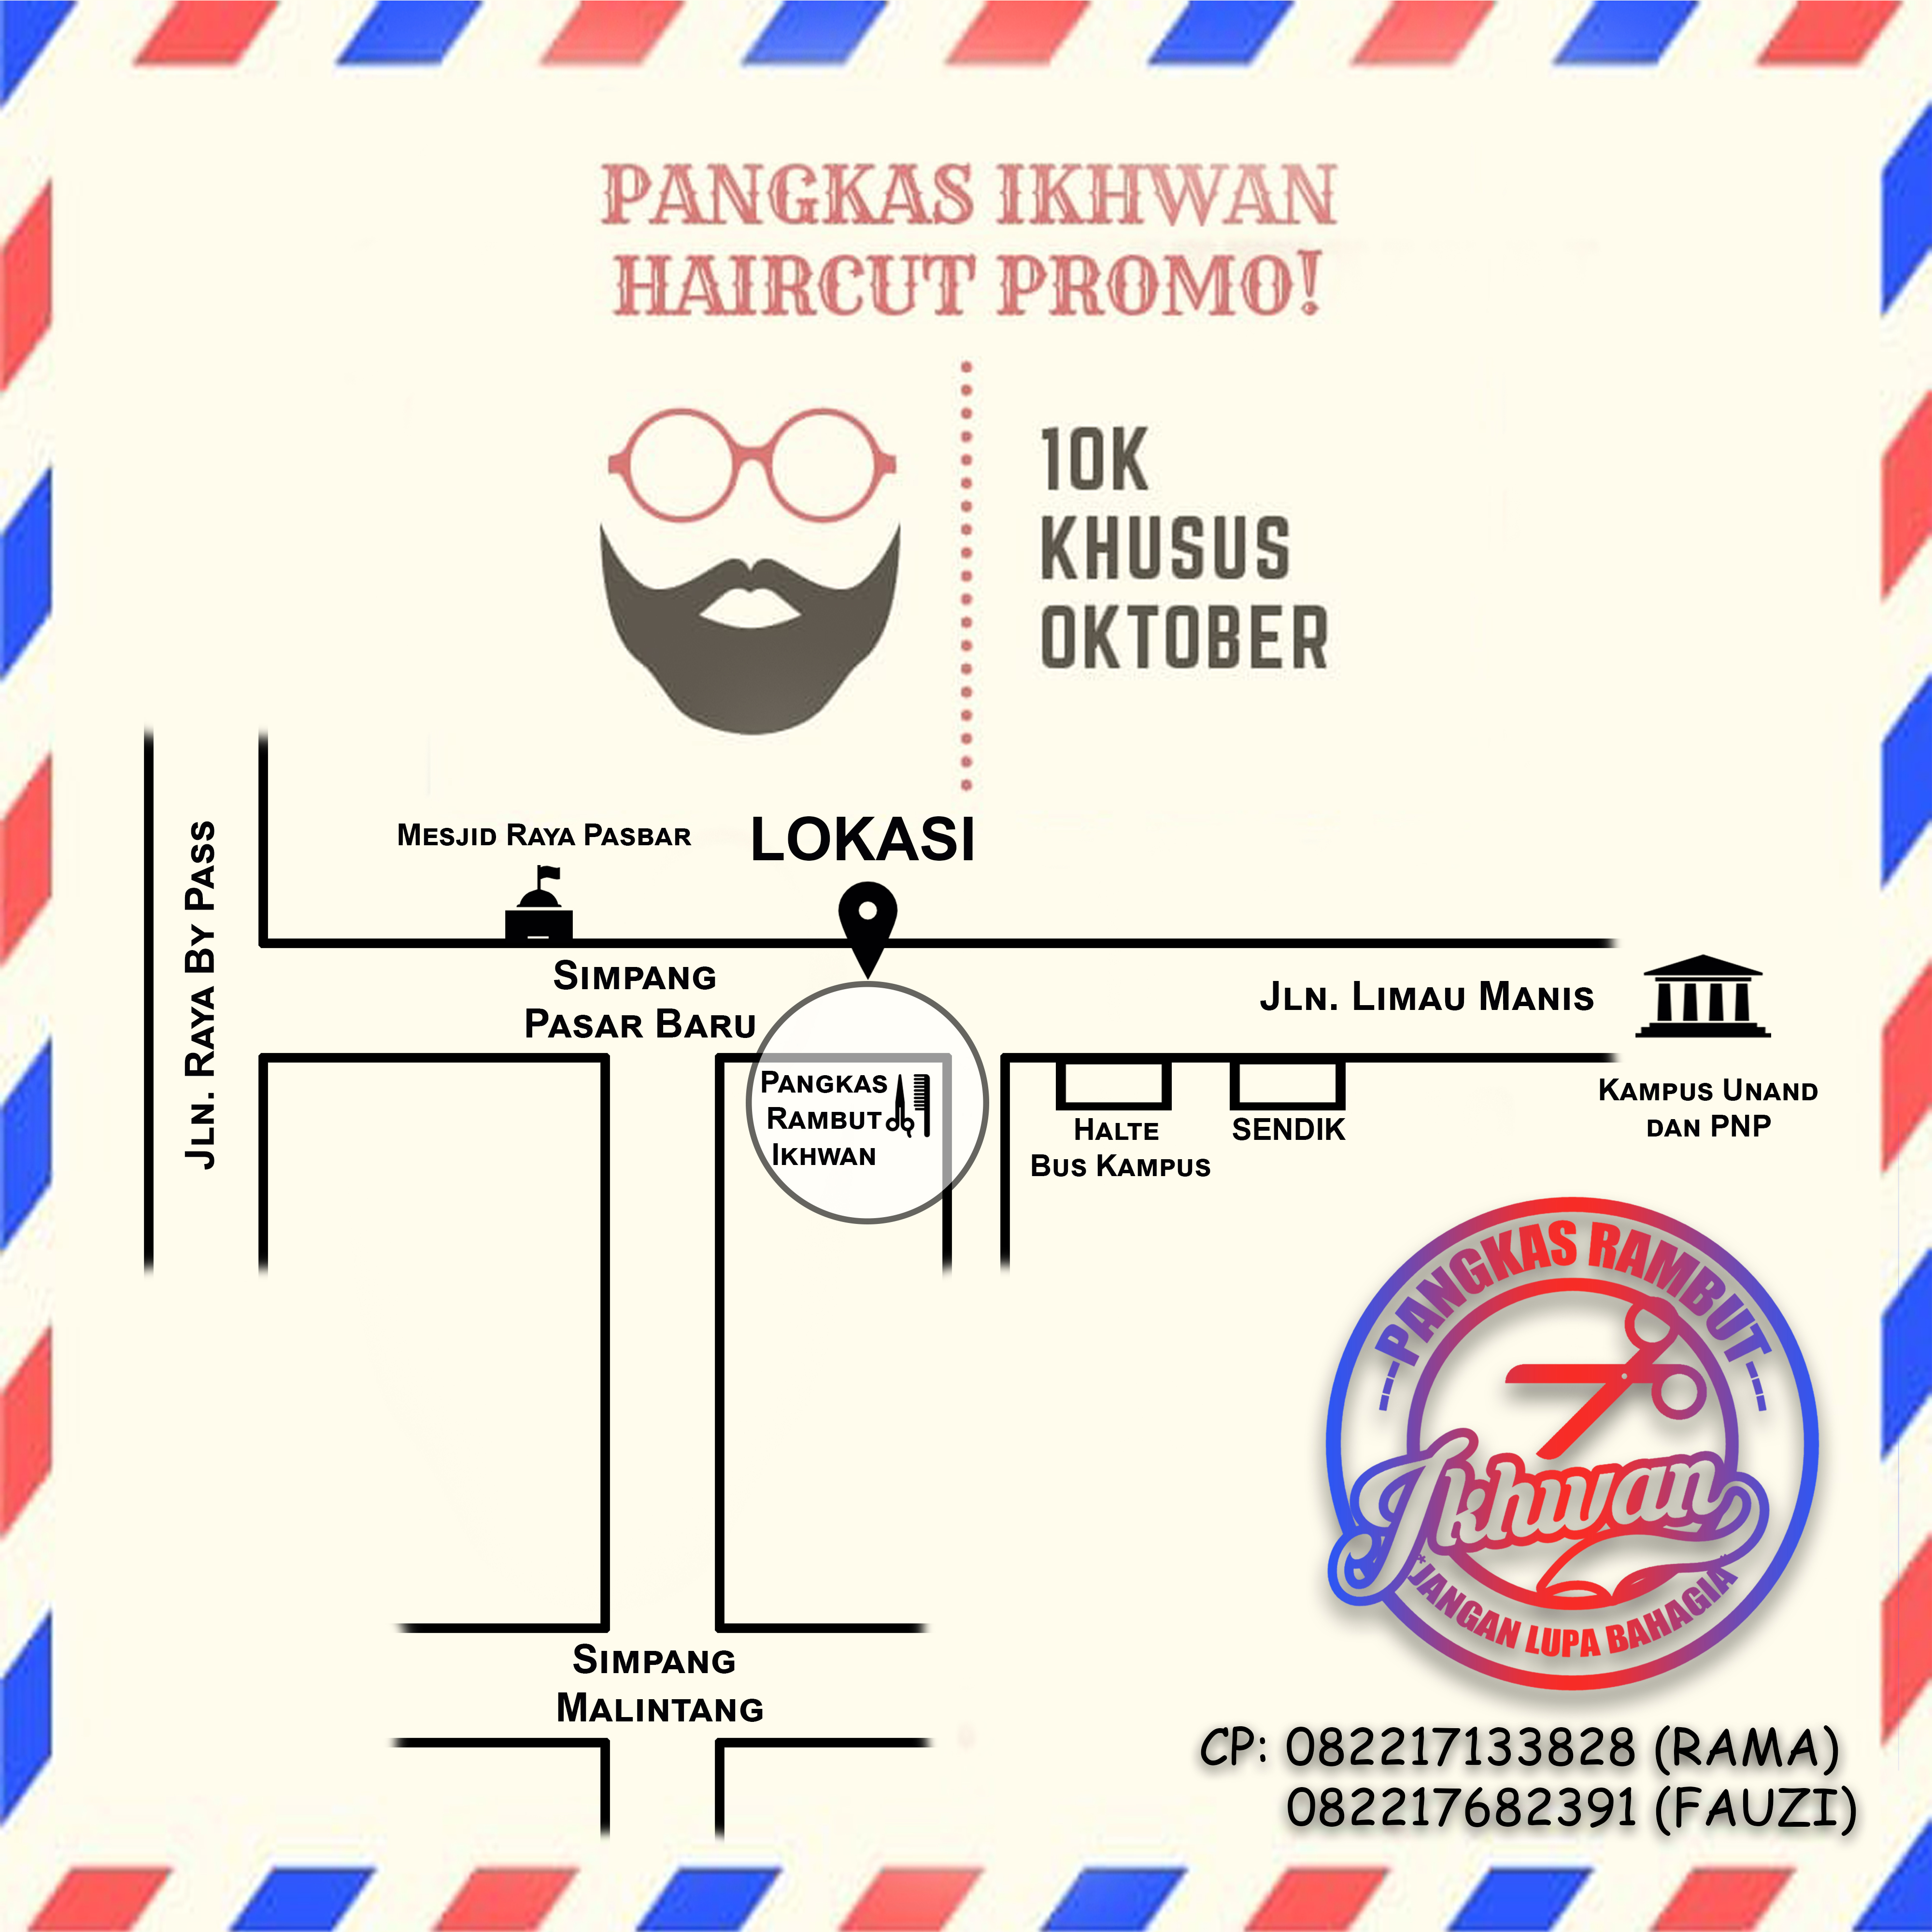 PANGKAS IKHWAN
HAIRCUT PROMO!
10K
KHUSUS
OKTOBER
JLN. RAYA BY PASS
MESJID RAYA PASBAR
LOKASI
SIMPANG
PASAR BARU
JLN. LIMAU MANIS
PANGKAS
RAMBUT
IKHWAN
HALTE
BUS KAMPUS
SENDIK
KAMPUS UNAND
DAN PNP
SIMPANG
MALINTANG
PANGKAS RAMBUT
Ikhwan
"JANGAN LUPA BAHAGIA"
CP: 082217133828 (RAMA)
082217682391 (FAUZI)